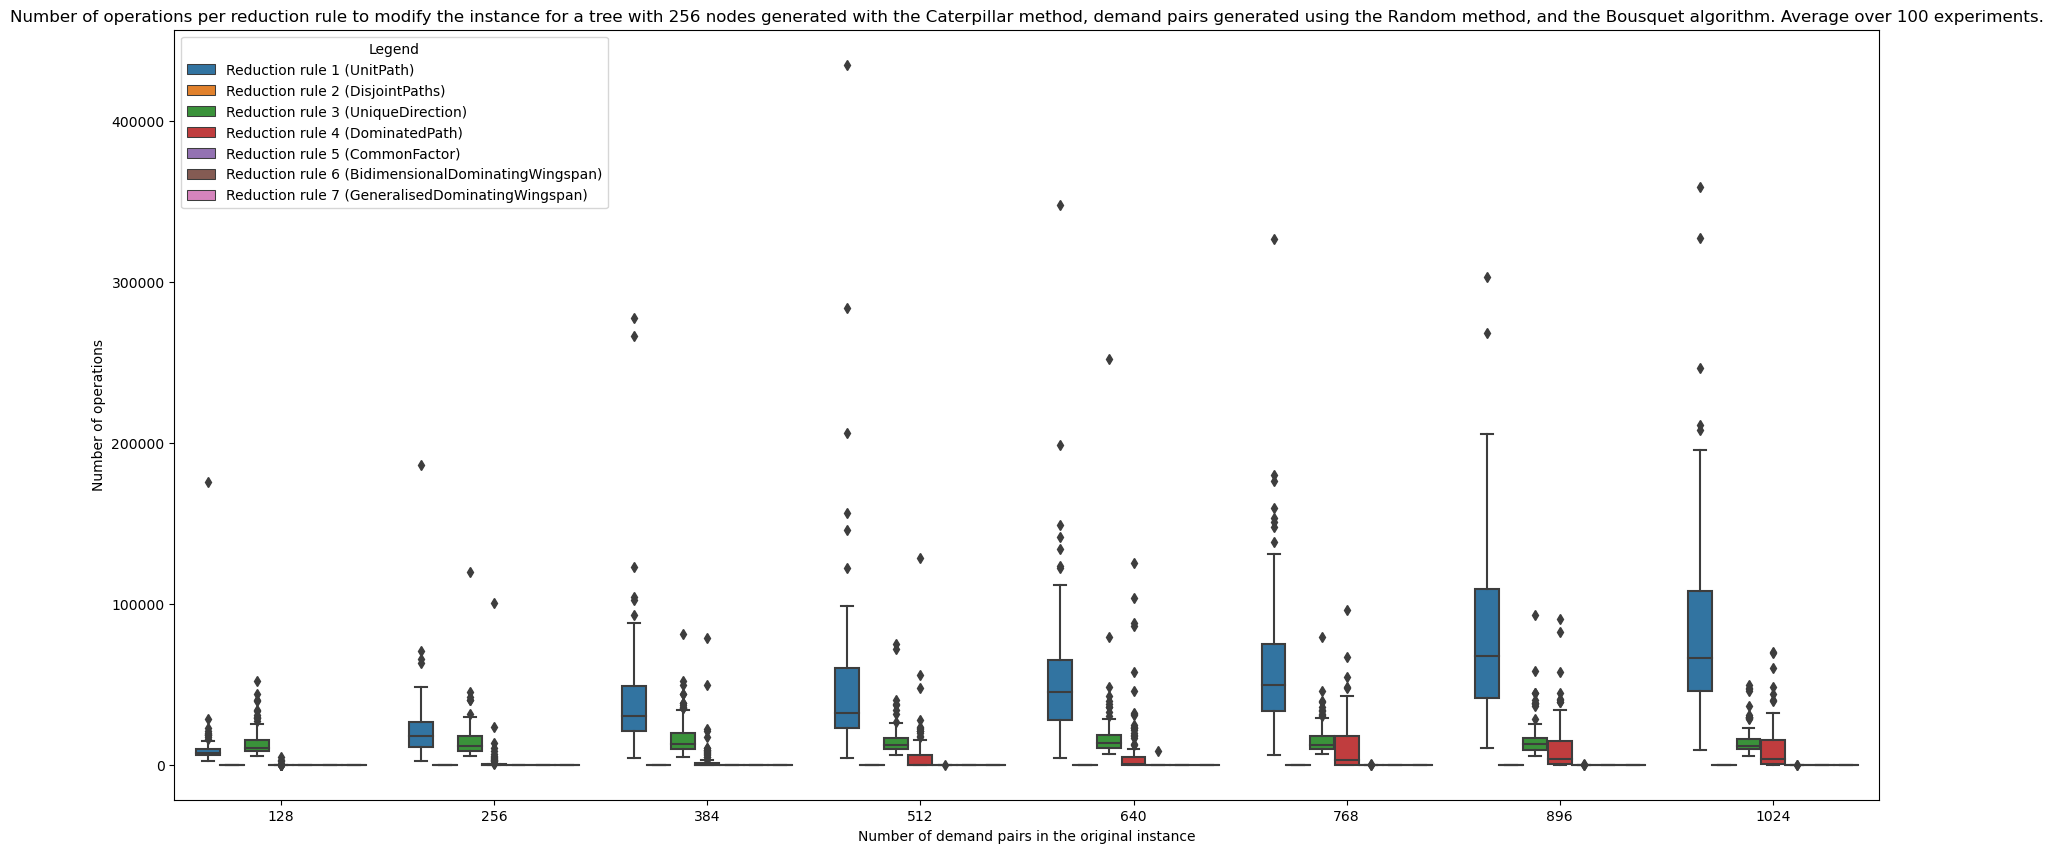 Number of operations per reduction rule to modify the instance for a tree with 256 nodes generated with the Caterpillar method, demand pairs generated using the Random method, and the Bousquet algorithm. Average over 100 experiments.
Legend
Reduction rule 1 (UnitPath)
Reduction rule 2 (DisjointPaths)
Reduction rule 3 (UniqueDirection)
Reduction rule 4 (DominatedPath)
Reduction rule 5 (CommonFactor)
Reduction rule 6 (BidimensionalDominatingWingspan)
Reduction rule 7 (GeneralisedDominatingWingspan)
Number of operations
400000
300000
200000
100000
0
128 256 384 512 640 768 896 1024
Number of demand pairs in the original instance